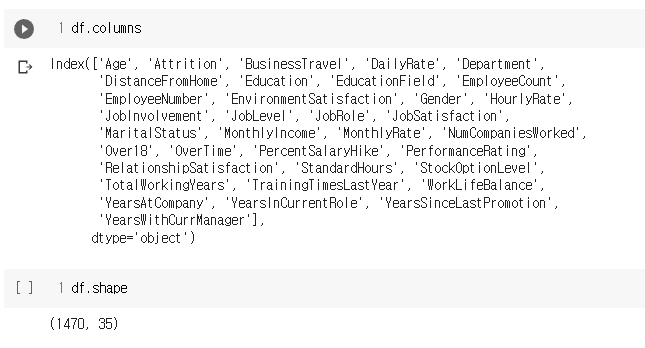 1 df.columns
Index(['Age', 'Attrition', 'BusinessTravel', 'DailyRate', 'Department',
'DistanceFromHome', 'Education', 'EducationField', 'EmployeeCount',
'EmployeeNumber', 'EnvironmentSatisfaction', 'Gender', 'HourlyRate',
'JobInvolvement', 'JobLevel', 'JobRole', 'JobSatisfaction',
'MaritalStatus', 'MonthlyIncome', 'MonthlyRate', 'NumCompaniesWorked',
'Over18', 'OverTime', 'PercentSalaryHike', 'PerformanceRating',
'RelationshipSatisfaction', 'StandardHours', 'StockOptionLevel',
'TotalWorkingYears', 'TrainingTimesLastYear', 'WorkLifeBalance',
'YearsAtCompany', 'YearsInCurrentRole', 'YearsSinceLastPromotion',
'YearsWithCurrManager'],
dtype='object')
[ ] 1 df.shape
(1470, 35)